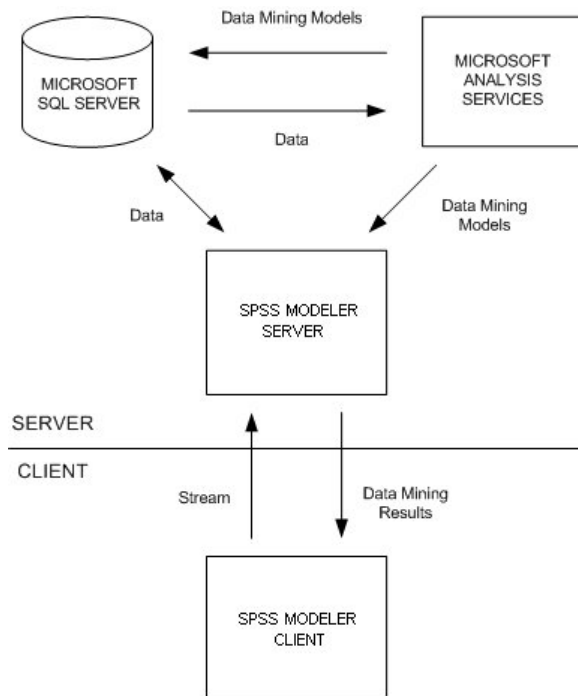 Data Mining Models
MICROSOFT
SQL SERVER
MICROSOFT
ANALYSIS
SERVICES
Data
Data
Data Mining
Models
SPSS MODELER
SERVER
SERVER
CLIENT
Stream
Data Mining
Results
SPSS MODELER
CLIENT